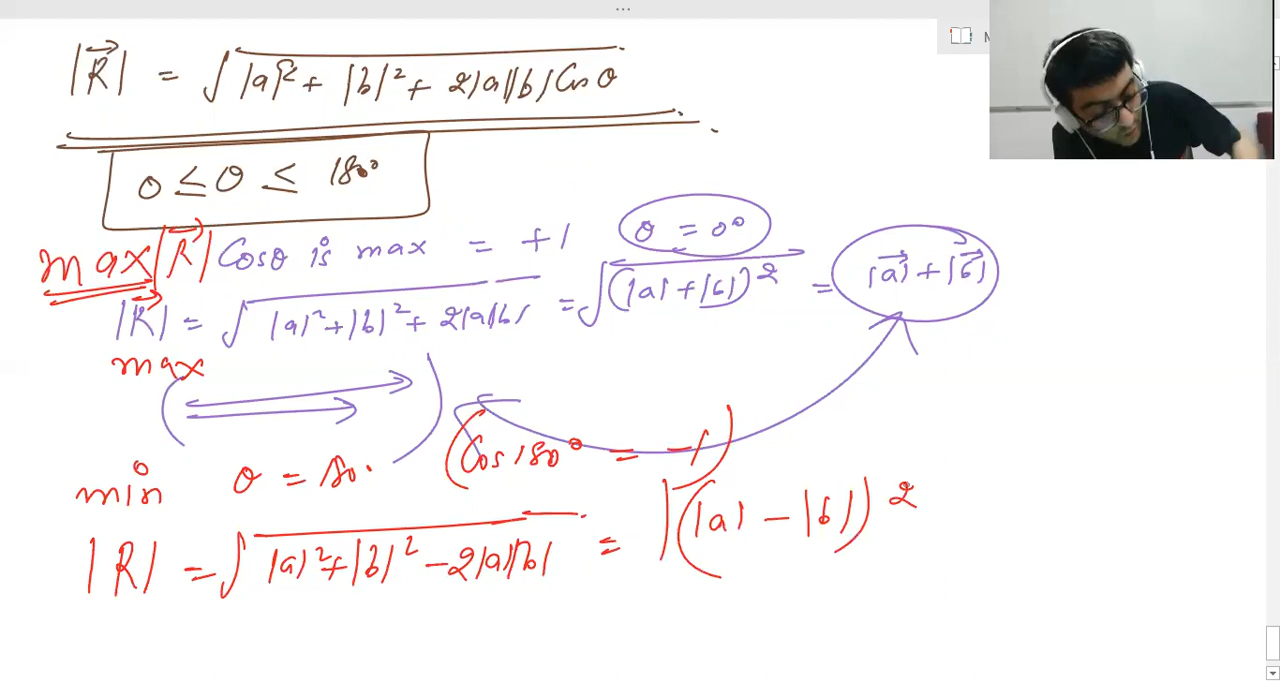 |R⃗| = √|a|² + |b|² + 2|a||b| Cos θ
0 ≤ θ ≤ 180°
max |R⃗| Cosθ is max = +1 θ = 0°
|R⃗| = √|a|² + |b|² + 2|a||b| = √(|a| + |b|)² = |a⃗| + |b⃗|
max
min θ = 180. (Cos 180° = -1)
|R| = √|a|² + |b|² - 2|a||b| = √(|a| - |b|)²